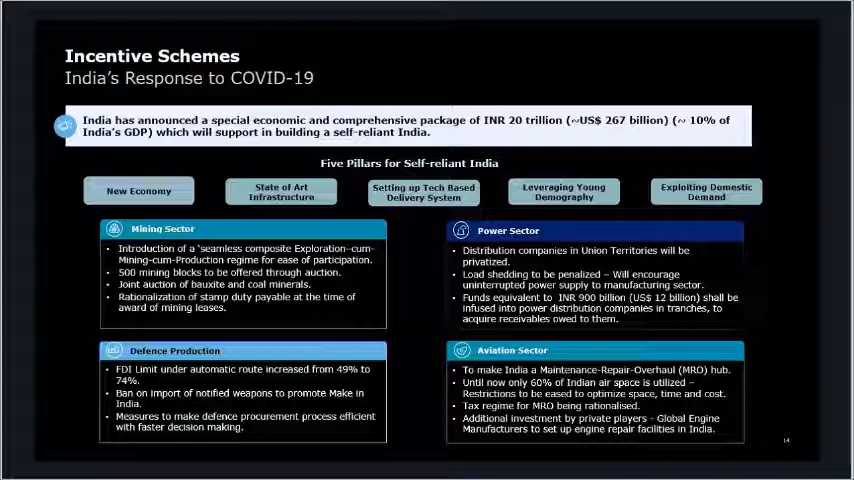 Incentive Schemes
India's Response to COVID-19
India has announced a special economic and comprehensive package of INR 20 trillion (~US$ 267 billion) (~ 10% of
India's GDP) which will support in building a self-reliant India.
Five Pillars for Self-reliant India
New Economy
State of Art
Infrastructure
Setting up Tech Based
Delivery System
Leveraging Young
Demography
Exploiting Domestic
Demand
Mining Sector
• Introduction of a 'seamless composite Exploration-cum-
Mining-cum-Production regime for ease of participation.
• 500 mining blocks to be offered through auction.
• Joint auction of bauxite and coal minerals.
• Rationalization of stamp duty payable at the time of
award of mining leases.
Power Sector
• Distribution companies in Union Territories will be
privatized.
• Load shedding to be penalized – Will encourage
uninterrupted power supply to manufacturing sector.
• Funds equivalent to INR 900 billion (US$ 12 billion) shall be
infused into power distribution companies in tranches, to
acquire receivables owed to them.
Defence Production
• FDI Limit under automatic route increased from 49% to
74%.
• Ban on import of notified weapons to promote Make in
India.
• Measures to make defence procurement process efficient
with faster decision making.
Aviation Sector
• To make India a Maintenance-Repair-Overhaul (MRO) hub.
• Until now only 60% of Indian air space is utilized –
Restrictions to be eased to optimize space, time and cost.
• Tax regime for MRO being rationalised.
• Additional investment by private players - Global Engine
Manufacturers to set up engine repair facilities in India.
14